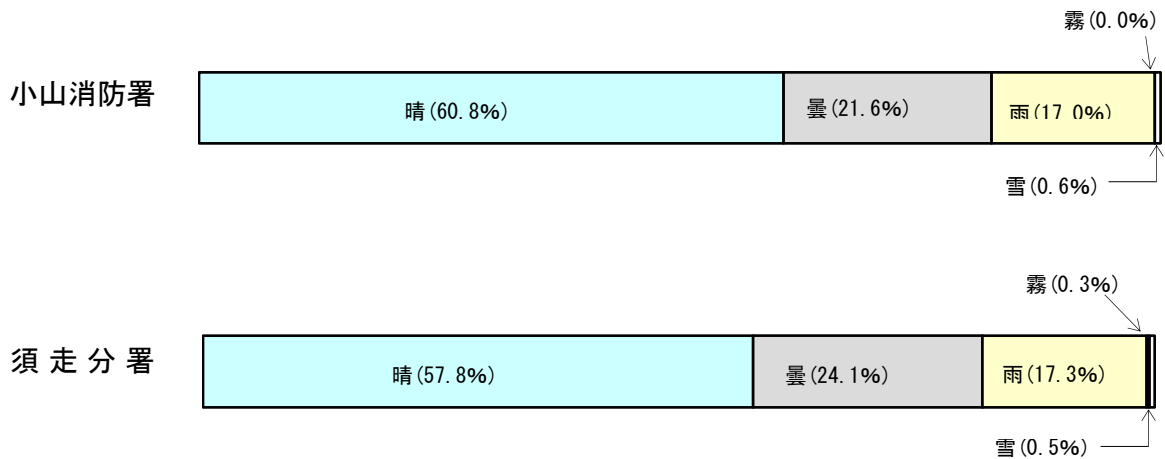 霧(0.0%)
小山消防署
晴(60.8%)
曇(21.6%)
雨(17.0%)
雪(0.6%)
霧(0.3%)
須走分署
晴(57.8%)
曇(24.1%)
雨(17.3%)
雪(0.5%)